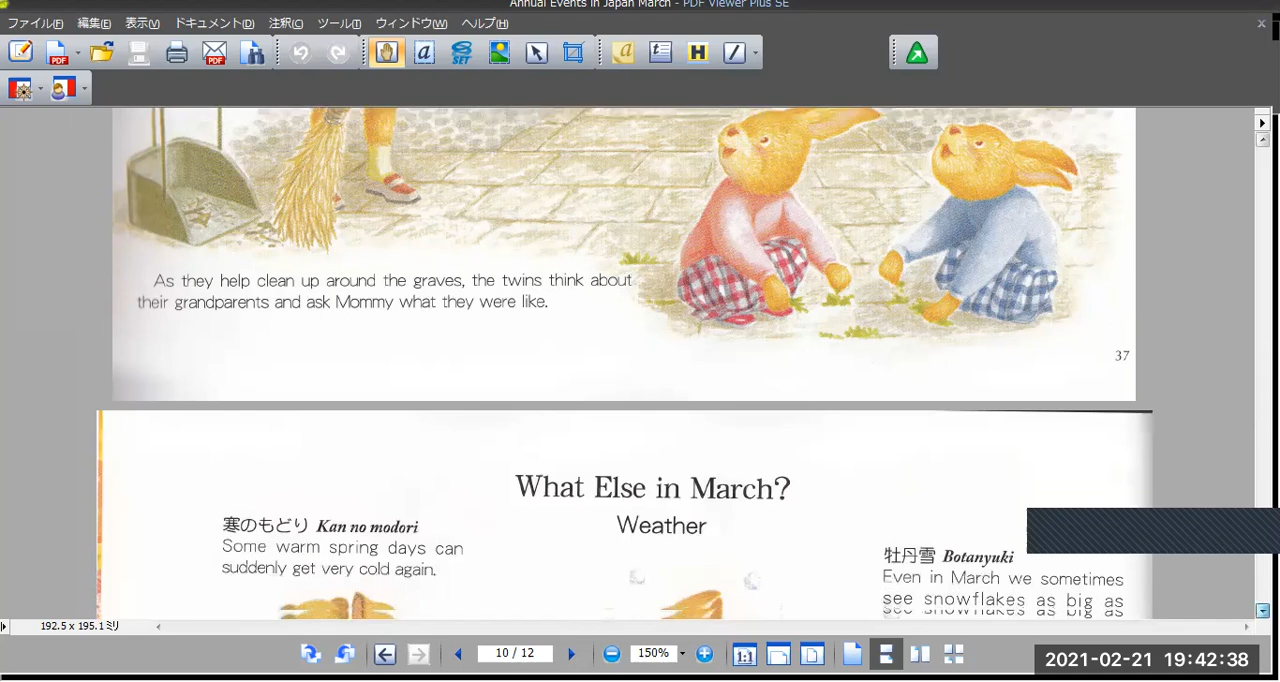 Annual Events in Japan March - PDF Viewer Plus SE
ファイル(F) 編集(E) 表示(V) ドキュメント(D) 注釈(C) ツール(T) ウィンドウ(W) ヘルプ(H)
As they help clean up around the graves, the twins think about
their grandparents and ask Mommy what they were like.
37
What Else in March?
Weather
寒のもどり Kan no modori
Some warm spring days can
suddenly get very cold again.
牡丹雪 Botanyuki
Even in March we sometimes
see snowflakes as big as
192.5 x 195.1 ミリ
10 / 12
150%
1:1
2021-02-21 19:42:38